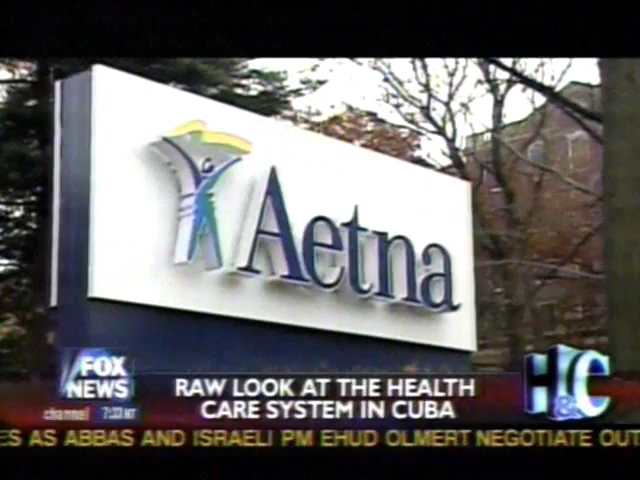 Aetna
FOX
NEWS
channel
RAW LOOK AT THE HEALTH
CARE SYSTEM IN CUBA
H&C
ES AS ABBAS AND ISRAELI PM EHUD OLMERT NEGOTIATE OUT